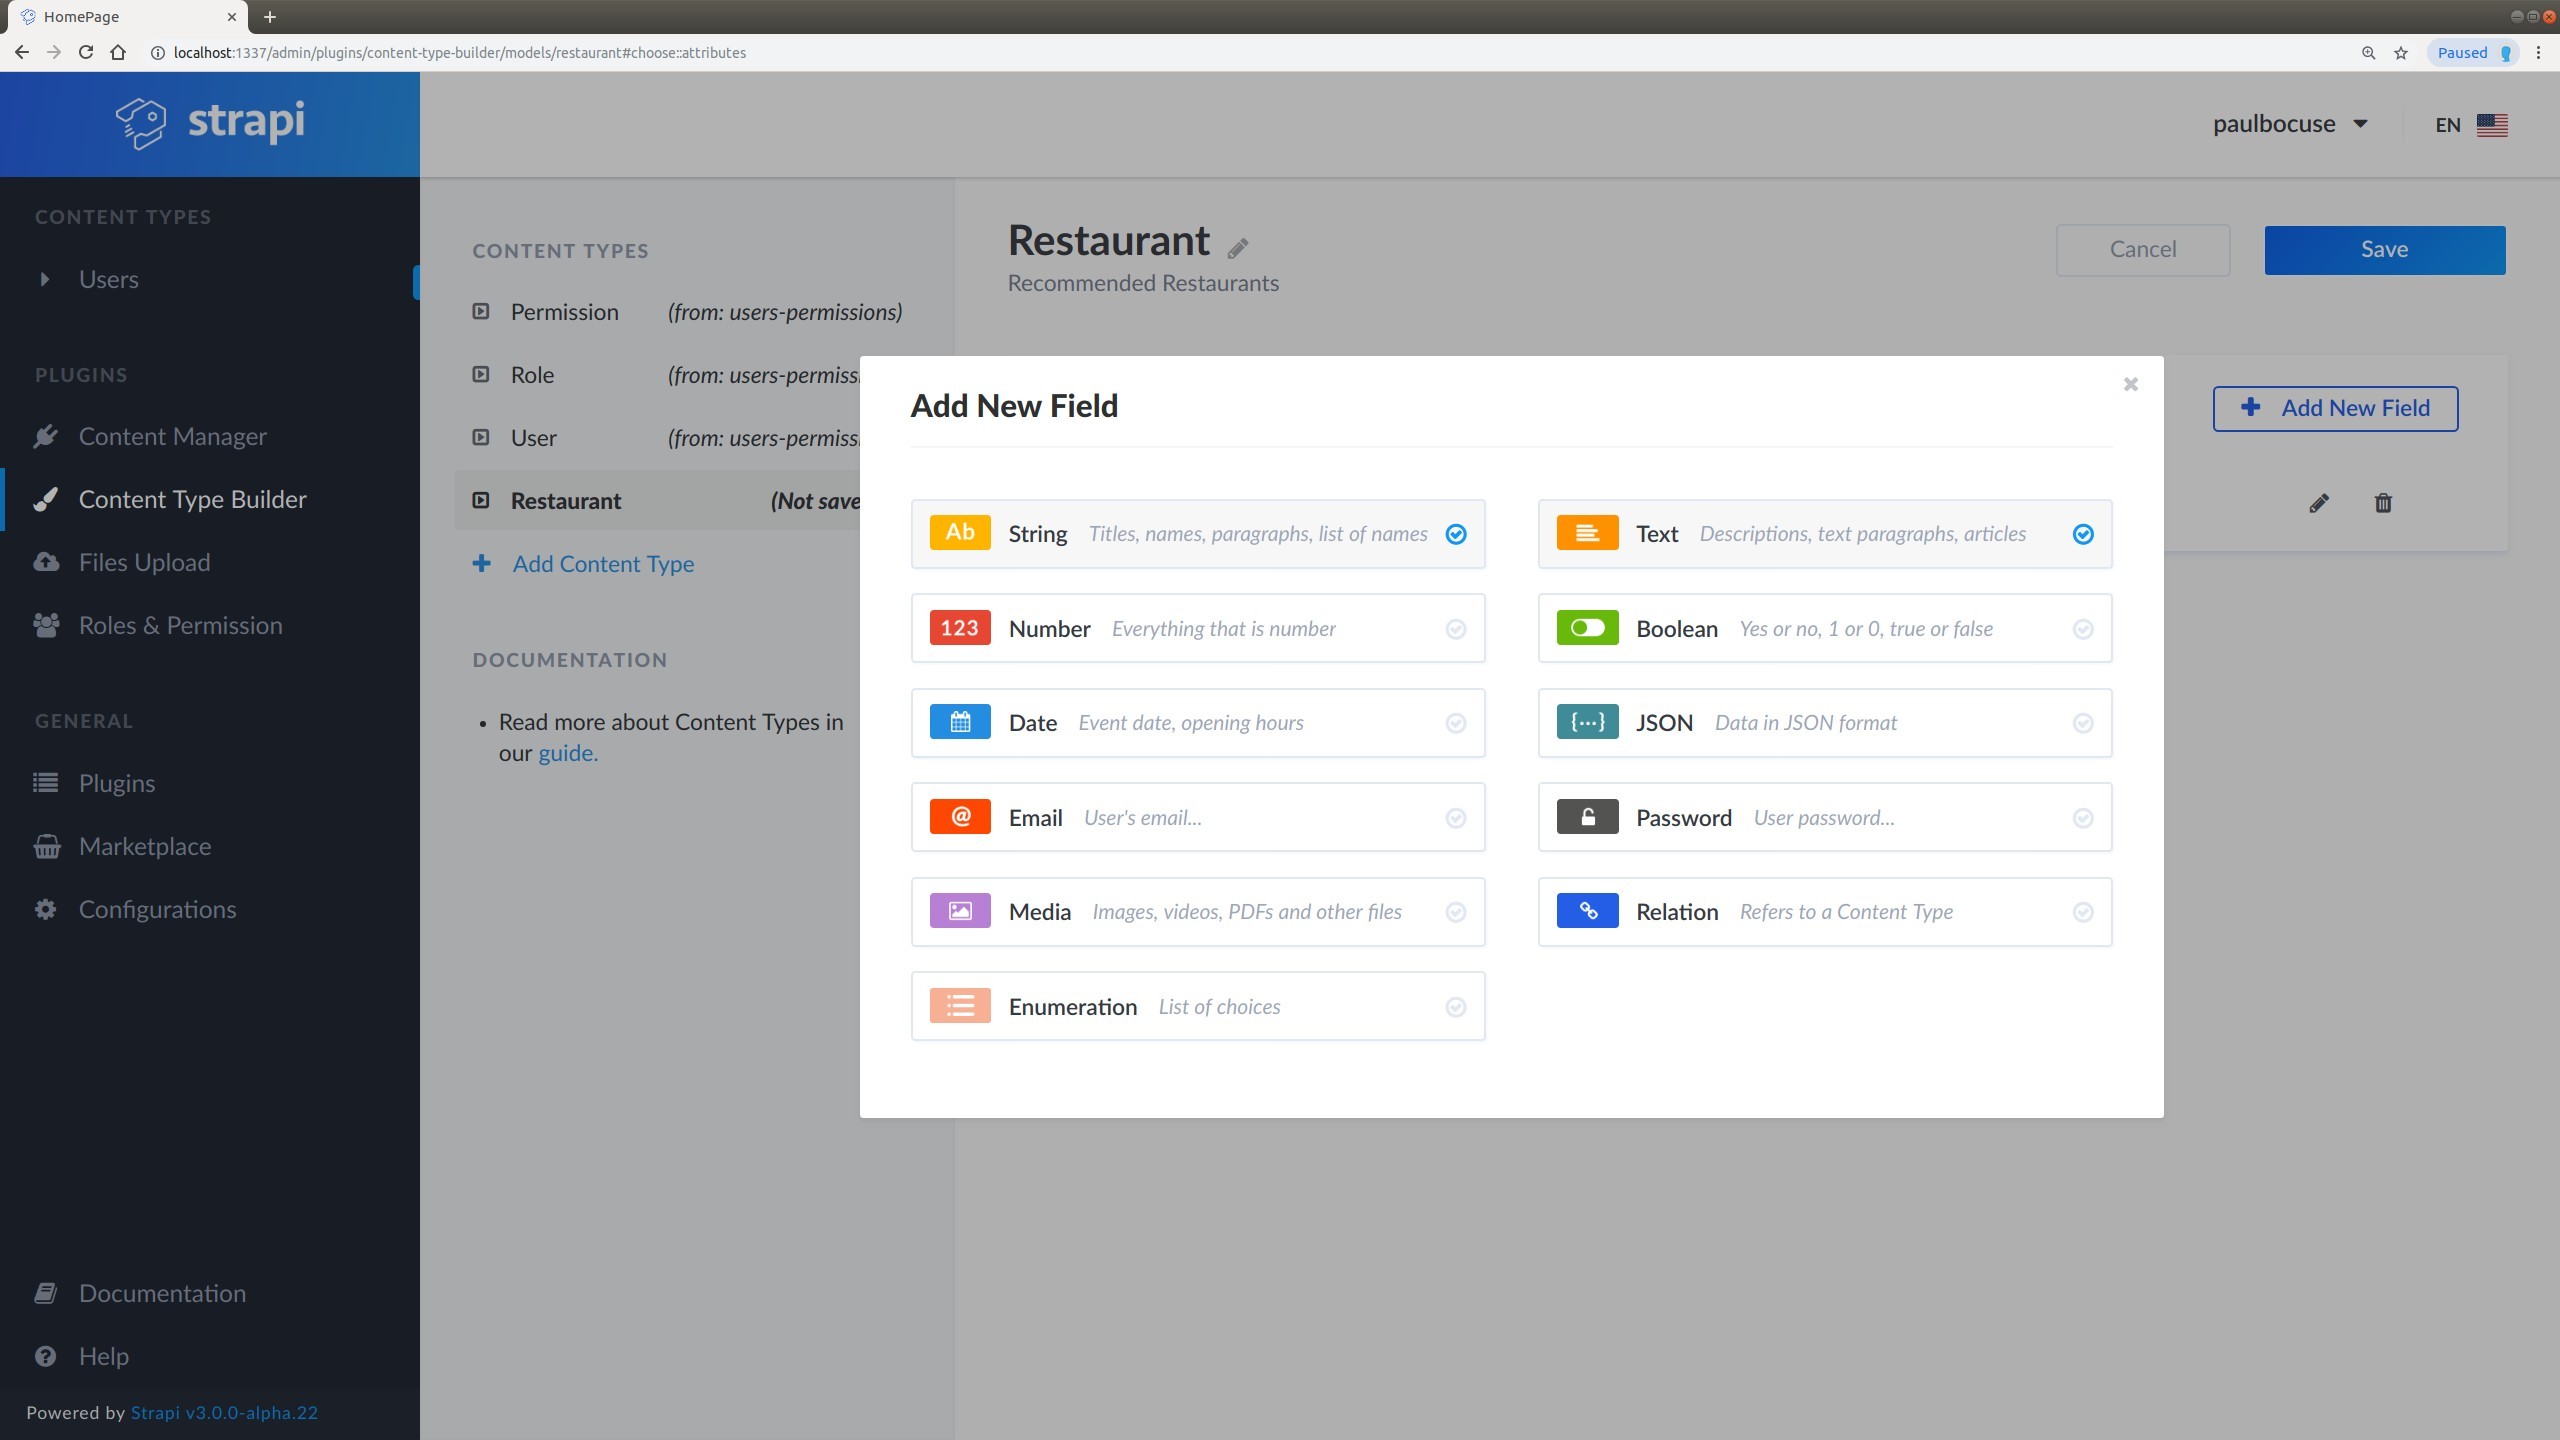 HomePage
localhost:1337/admin/plugins/content-type-builder/models/restaurant#choose::attributes
Paused
strapi
paulbocuse
EN
CONTENT TYPES
Users
PLUGINS
Content Manager
Content Type Builder
Files Upload
Roles & Permission
GENERAL
Plugins
Marketplace
Configurations
Documentation
Help
Powered by Strapi v3.0.0-alpha.22
CONTENT TYPES
Permission (from: users-permissions)
Role (from: users-permiss
User (from: users-permiss
Restaurant (Not save
Add Content Type
DOCUMENTATION
• Read more about Content Types in
our guide.
Restaurant
Recommended Restaurants
Cancel
Save
Add New Field
Add New Field
Ab String Titles, names, paragraphs, list of names
Text Descriptions, text paragraphs, articles
123 Number Everything that is number
Boolean Yes or no, 1 or 0, true or false
Date Event date, opening hours
{...} JSON Data in JSON format
@ Email User's email...
Password User password...
Media Images, videos, PDFs and other files
Relation Refers to a Content Type
Enumeration List of choices